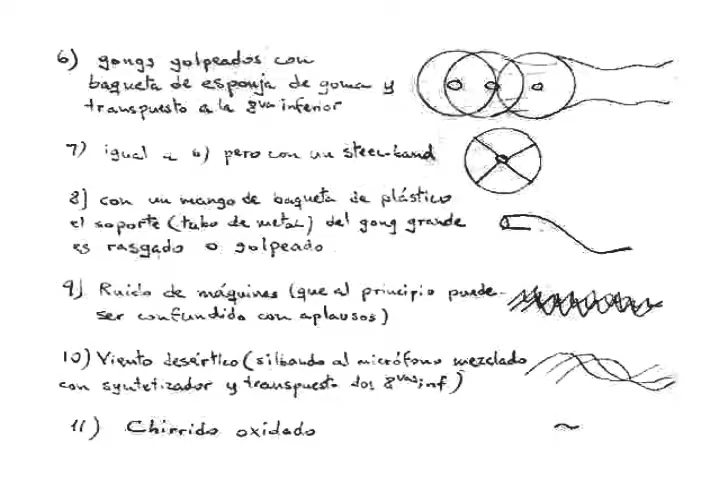 6) gongs golpeados con
baqueta de esponja de goma y
transpuesto a la 8va inferior
7) igual a 6) pero con un steel-band
8) con un mango de baqueta de plástico
el soporte (tubo de metal) del gong grande
es rasgado o golpeado
9) Ruido de máquinas (que al principio puede
ser confundido con aplausos)
10) Viento desértico (silbando al micrófono mezclado
con syntetizador y transpuesto dos 8vas inf)
11) Chirrido oxidado